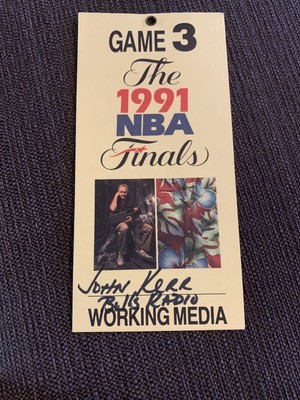 GAME 3
The
1991
NBA
Finals
JOHN KERR
BULLS RADIO
WORKING MEDIA